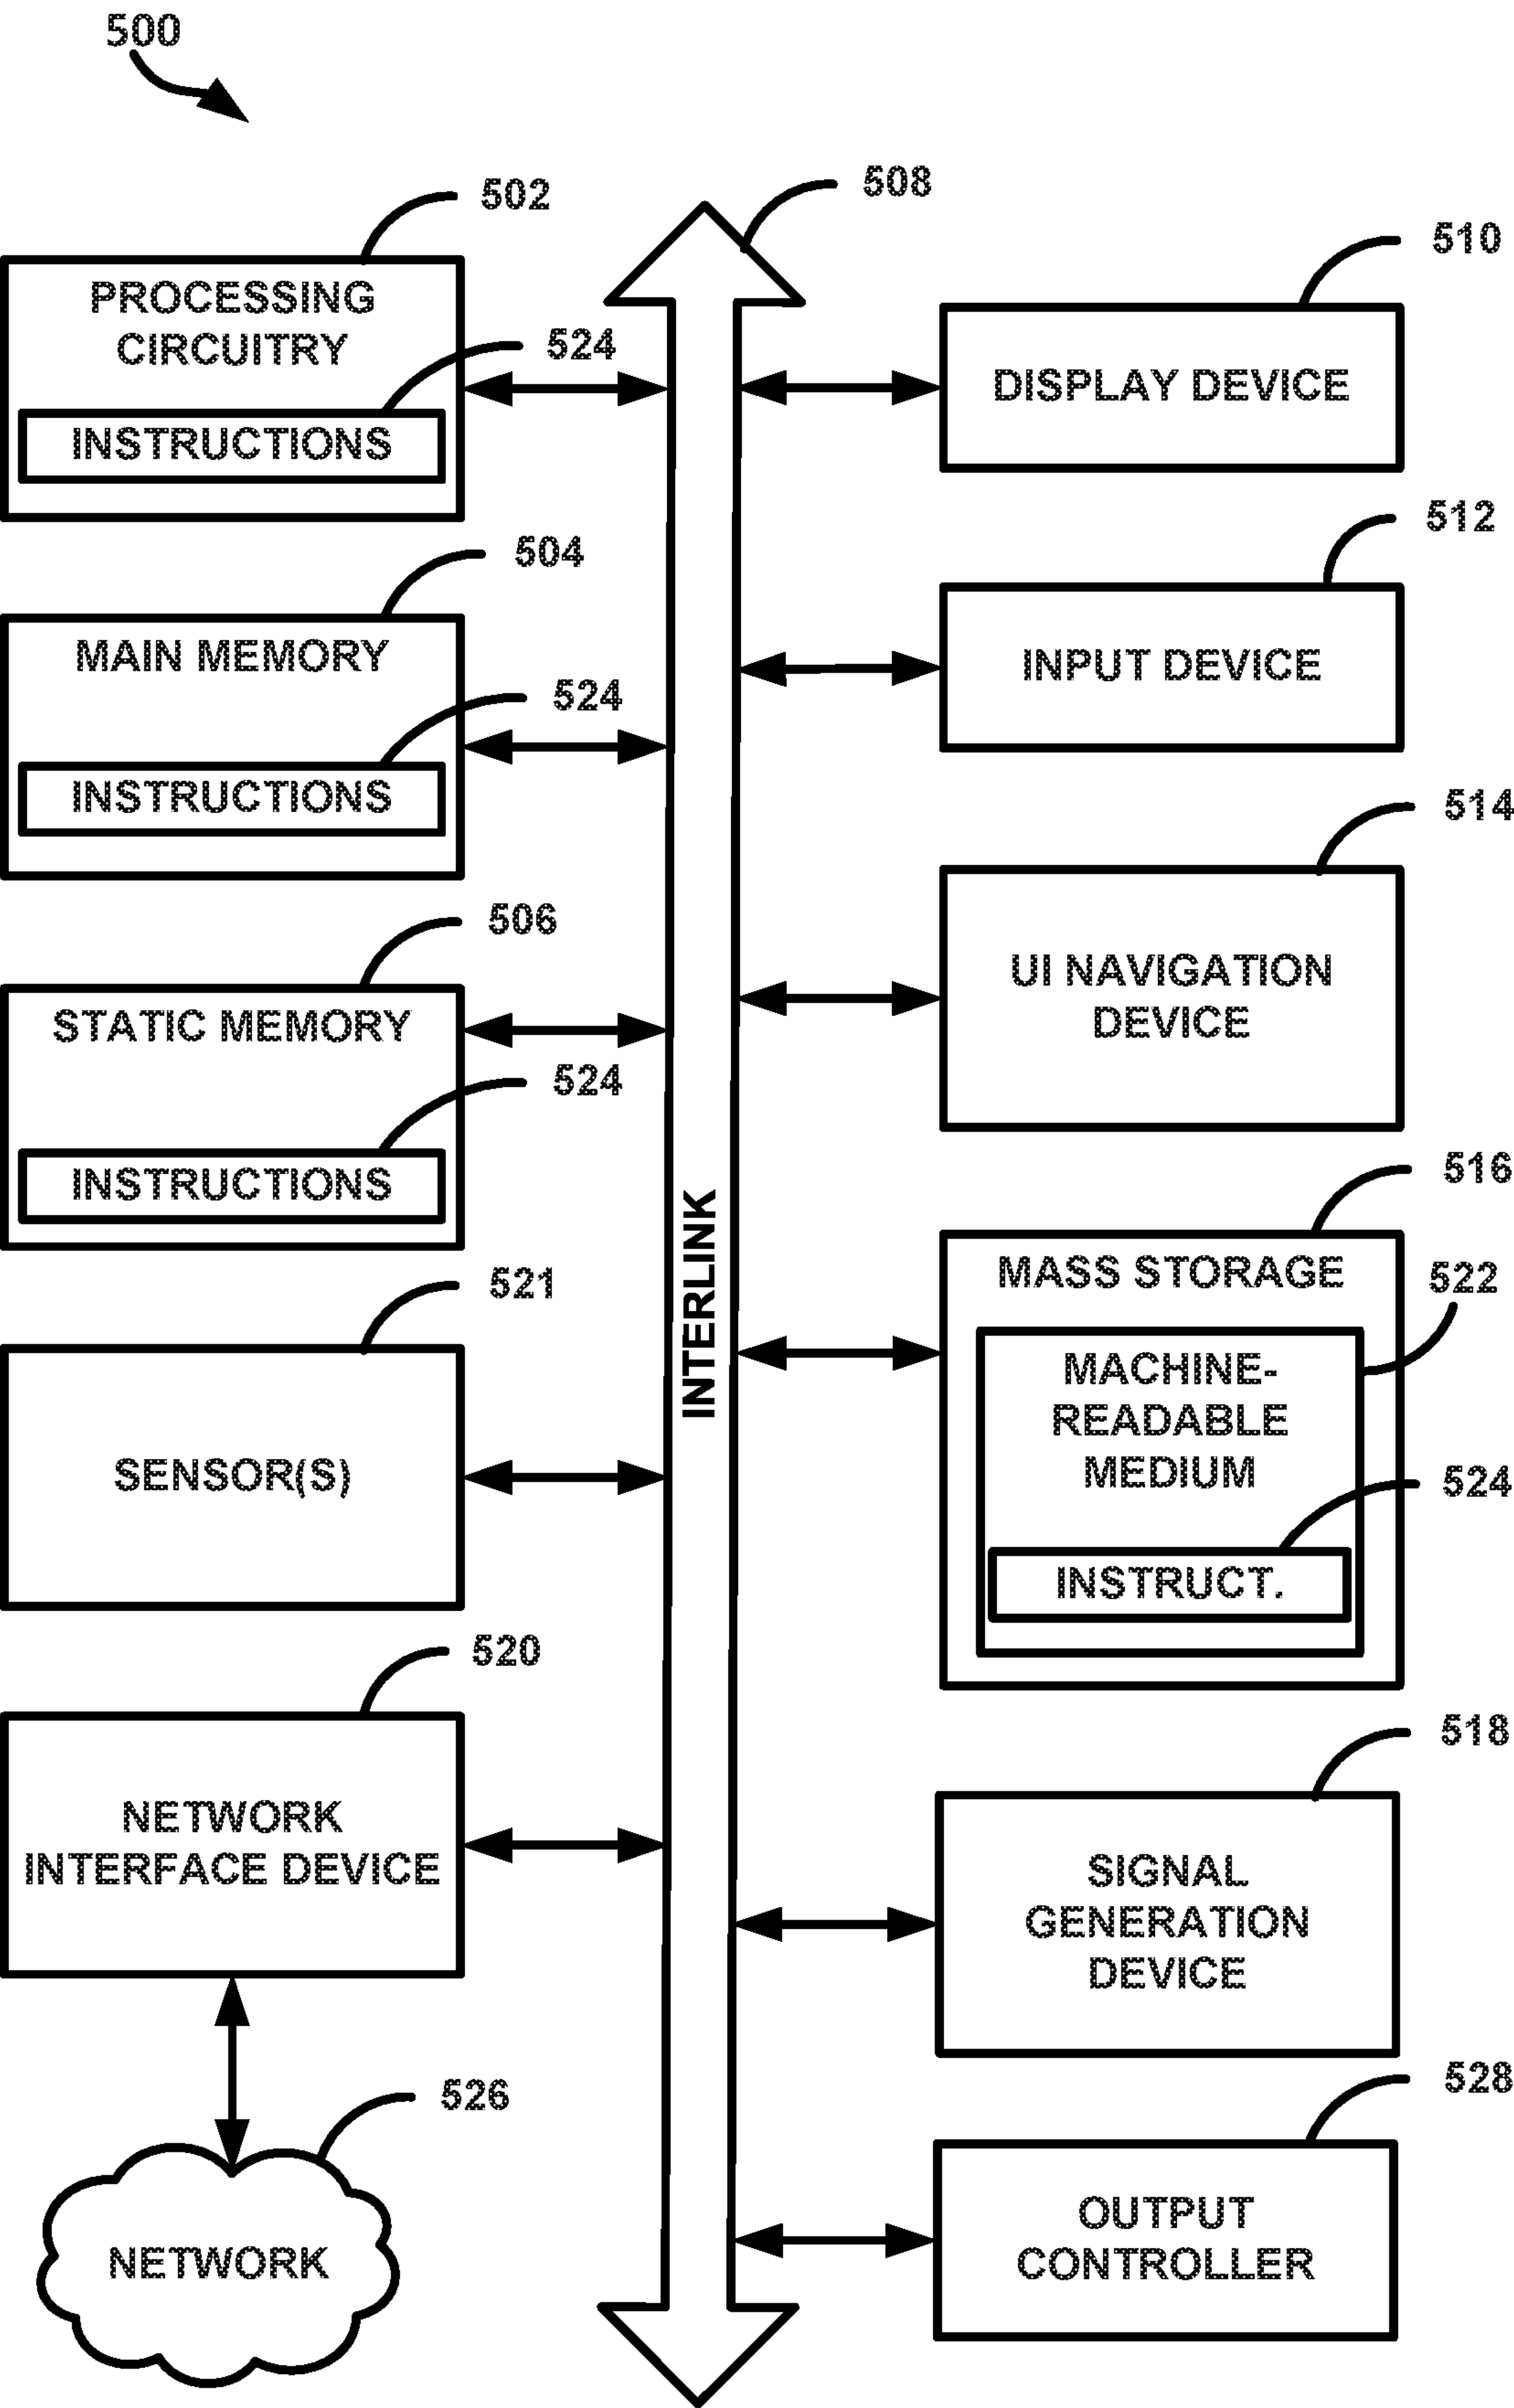 500
502
PROCESSING
CIRCUITRY
524
INSTRUCTIONS
504
MAIN MEMORY
524
INSTRUCTIONS
506
STATIC MEMORY
524
INSTRUCTIONS
521
SENSOR(S)
520
NETWORK
INTERFACE DEVICE
526
NETWORK
508
INTERLINK
510
DISPLAY DEVICE
512
INPUT DEVICE
514
UI NAVIGATION
DEVICE
516
MASS STORAGE
522
MACHINE-
READABLE
MEDIUM
524
INSTRUCT.
518
SIGNAL
GENERATION
DEVICE
528
OUTPUT
CONTROLLER